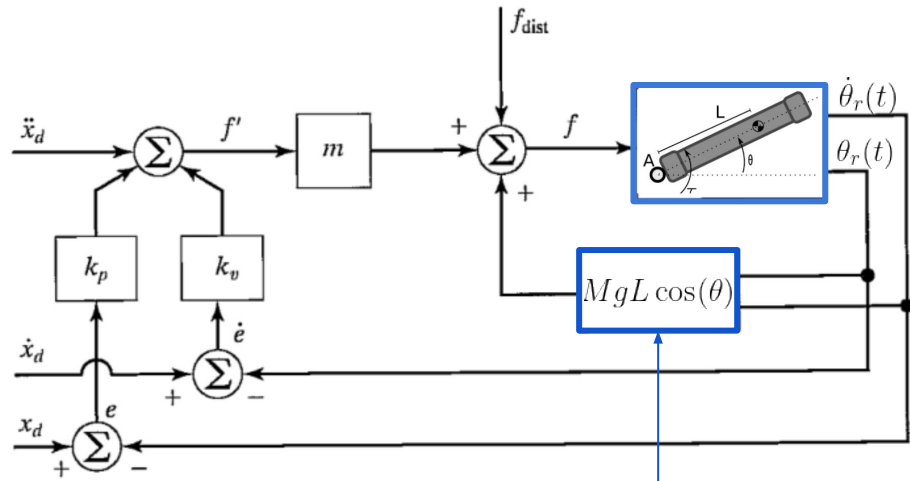 f_dist
ẍ_d
f′
m
+
Σ
Σ
f
+
L
A
θ
τ
θ̇_r(t)
θ_r(t)
k_p
k_v
MgL cos(θ)
ė
ẋ_d
Σ
+
−
e
x_d
Σ
+
−